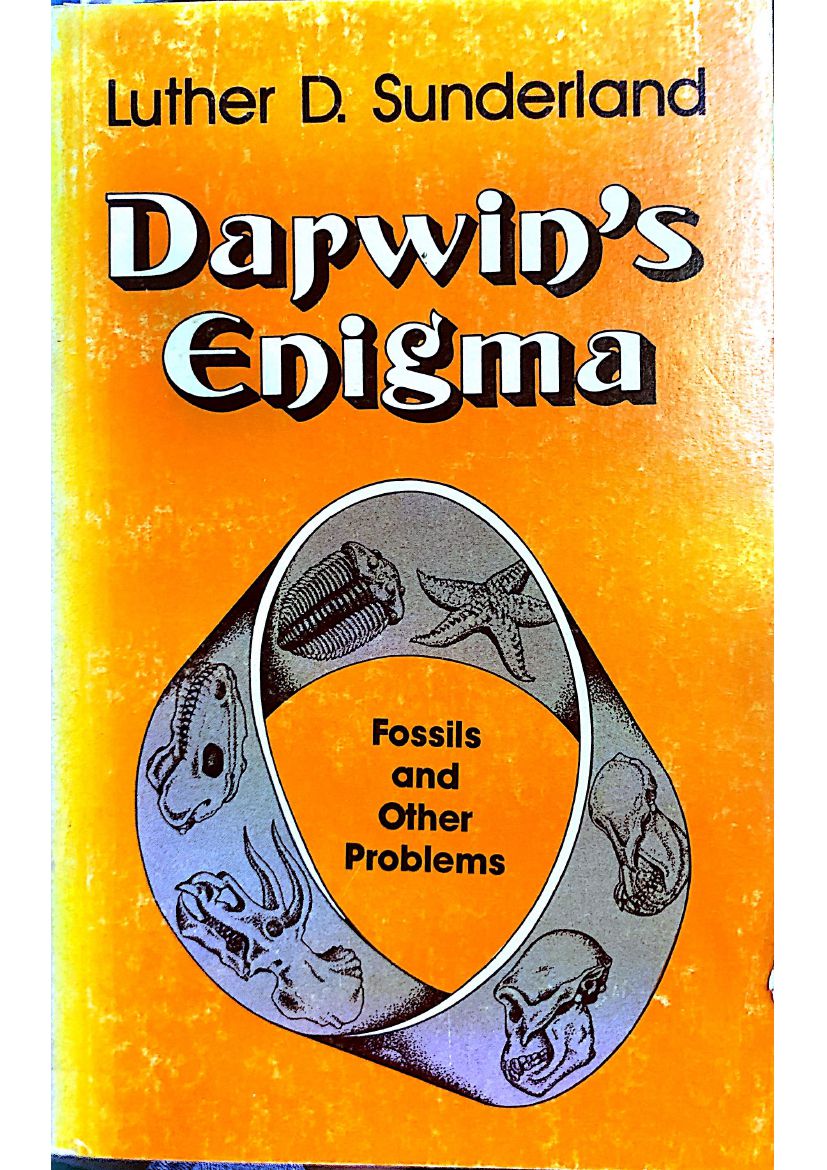 Luther D. Sunderland
Darwin's
Enigma
Fossils
and
Other
Problems